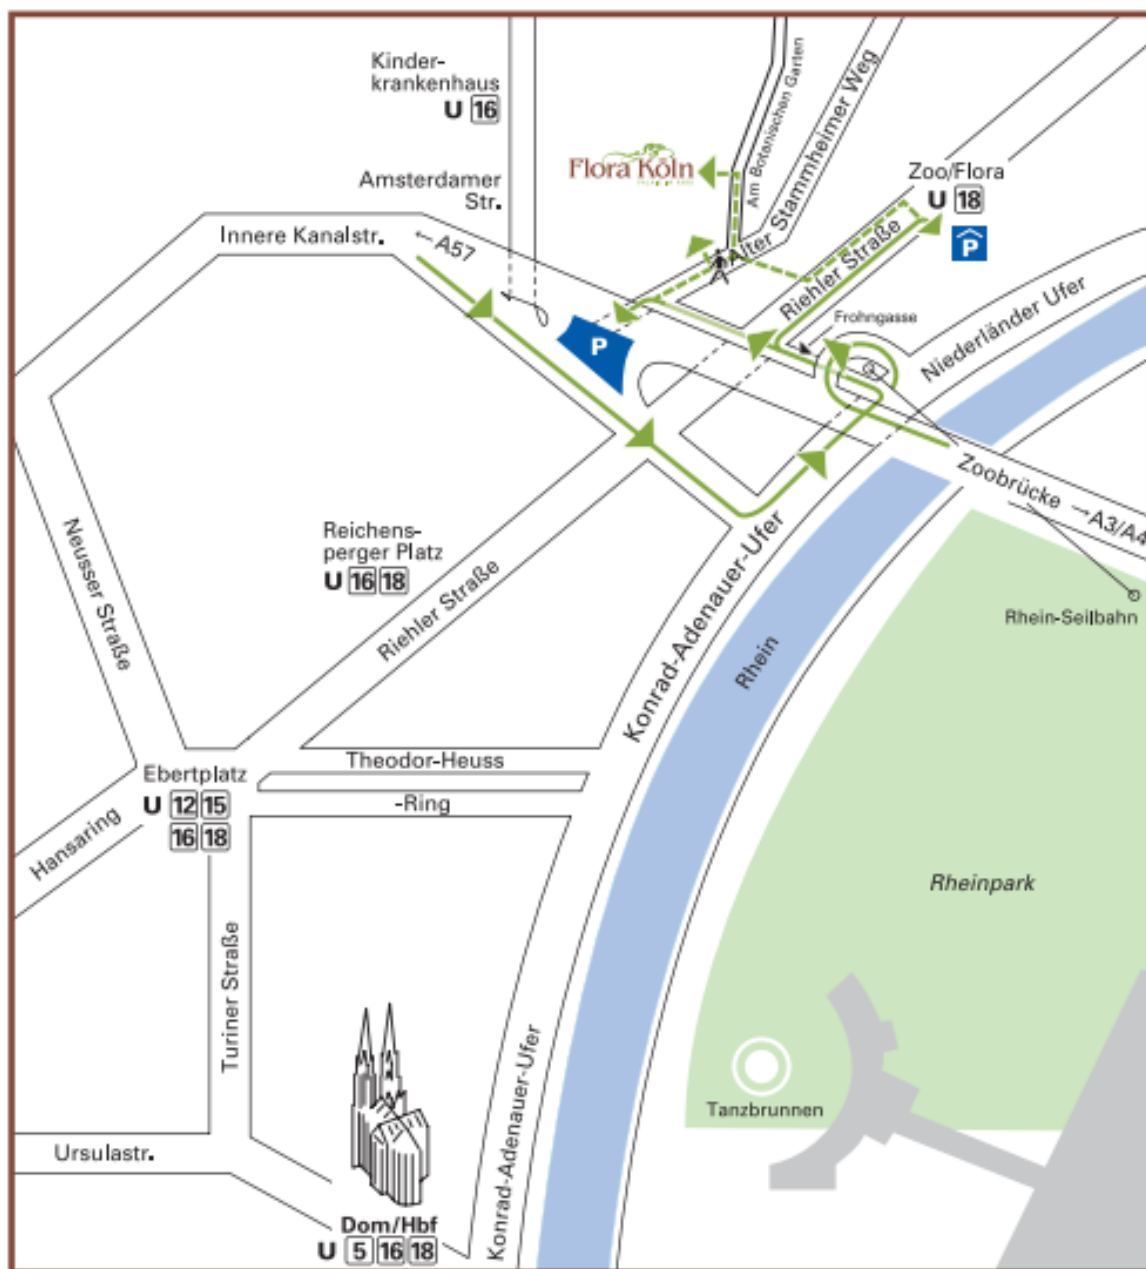 Kinder-
krankenhaus
U 16
Am Botanischen Garten
Alter Stammheimer Weg
Flora Köln
Zoo/Flora
U 18
P
Amsterdamer
Str.
Innere Kanalstr.
←A57
Riehler Straße
Frohngasse
Niederländer Ufer
P
Zoobrücke →A3/A4
Neusser Straße
Reichens-
perger Platz
U 16 18
Riehler Straße
Konrad-Adenauer-Ufer
Rhein
Rhein-Seilbahn
Theodor-Heuss
-Ring
Ebertplatz
U 12 15
16 18
Hansaring
Rheinpark
Turiner Straße
Konrad-Adenauer-Ufer
Tanzbrunnen
Ursulastr.
Dom/Hbf
U 5 16 18